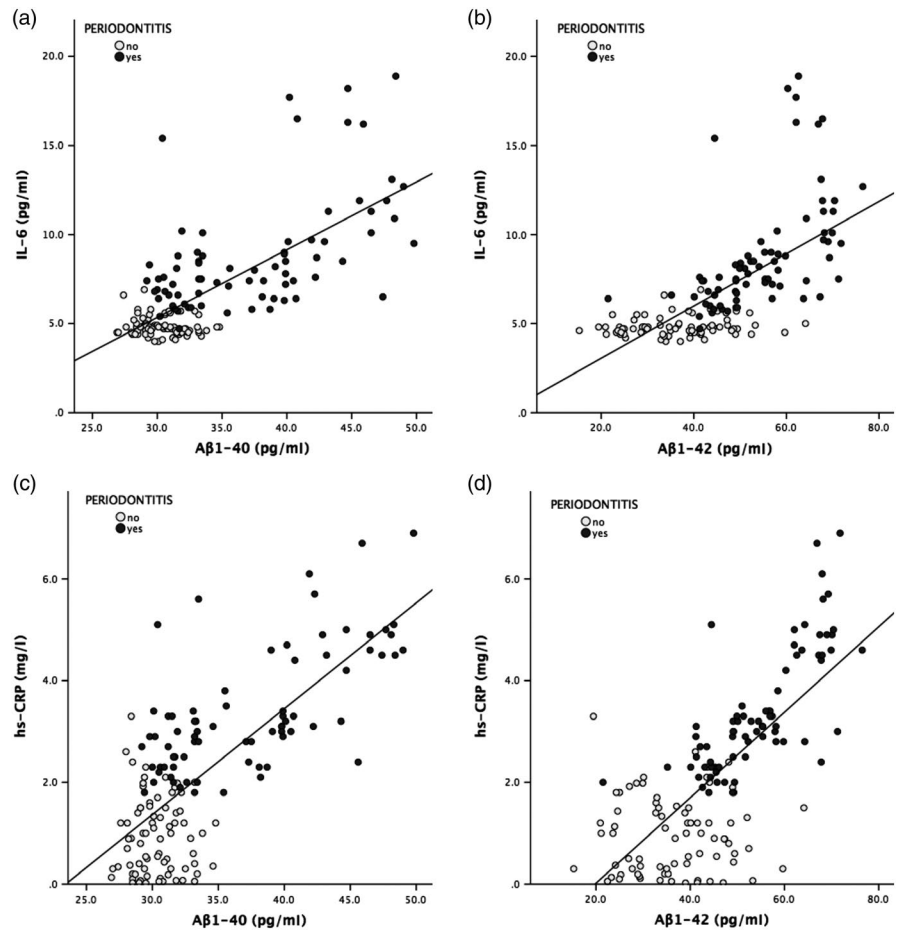 (a)
PERIODONTITIS
no
yes
20.0
15.0
10.0
5.0
.0
IL-6 (pg/ml)
25.0 30.0 35.0 40.0 45.0 50.0
Aβ1-40 (pg/ml)
(b)
PERIODONTITIS
no
yes
20.0
15.0
10.0
5.0
.0
IL-6 (pg/ml)
20.0 40.0 60.0 80.0
Aβ1-42 (pg/ml)
(c)
PERIODONTITIS
no
yes
6.0
4.0
2.0
.0
hs-CRP (mg/l)
25.0 30.0 35.0 40.0 45.0 50.0
Aβ1-40 (pg/ml)
(d)
PERIODONTITIS
no
yes
6.0
4.0
2.0
.0
hs-CRP (mg/l)
20.0 40.0 60.0 80.0
Aβ1-42 (pg/ml)